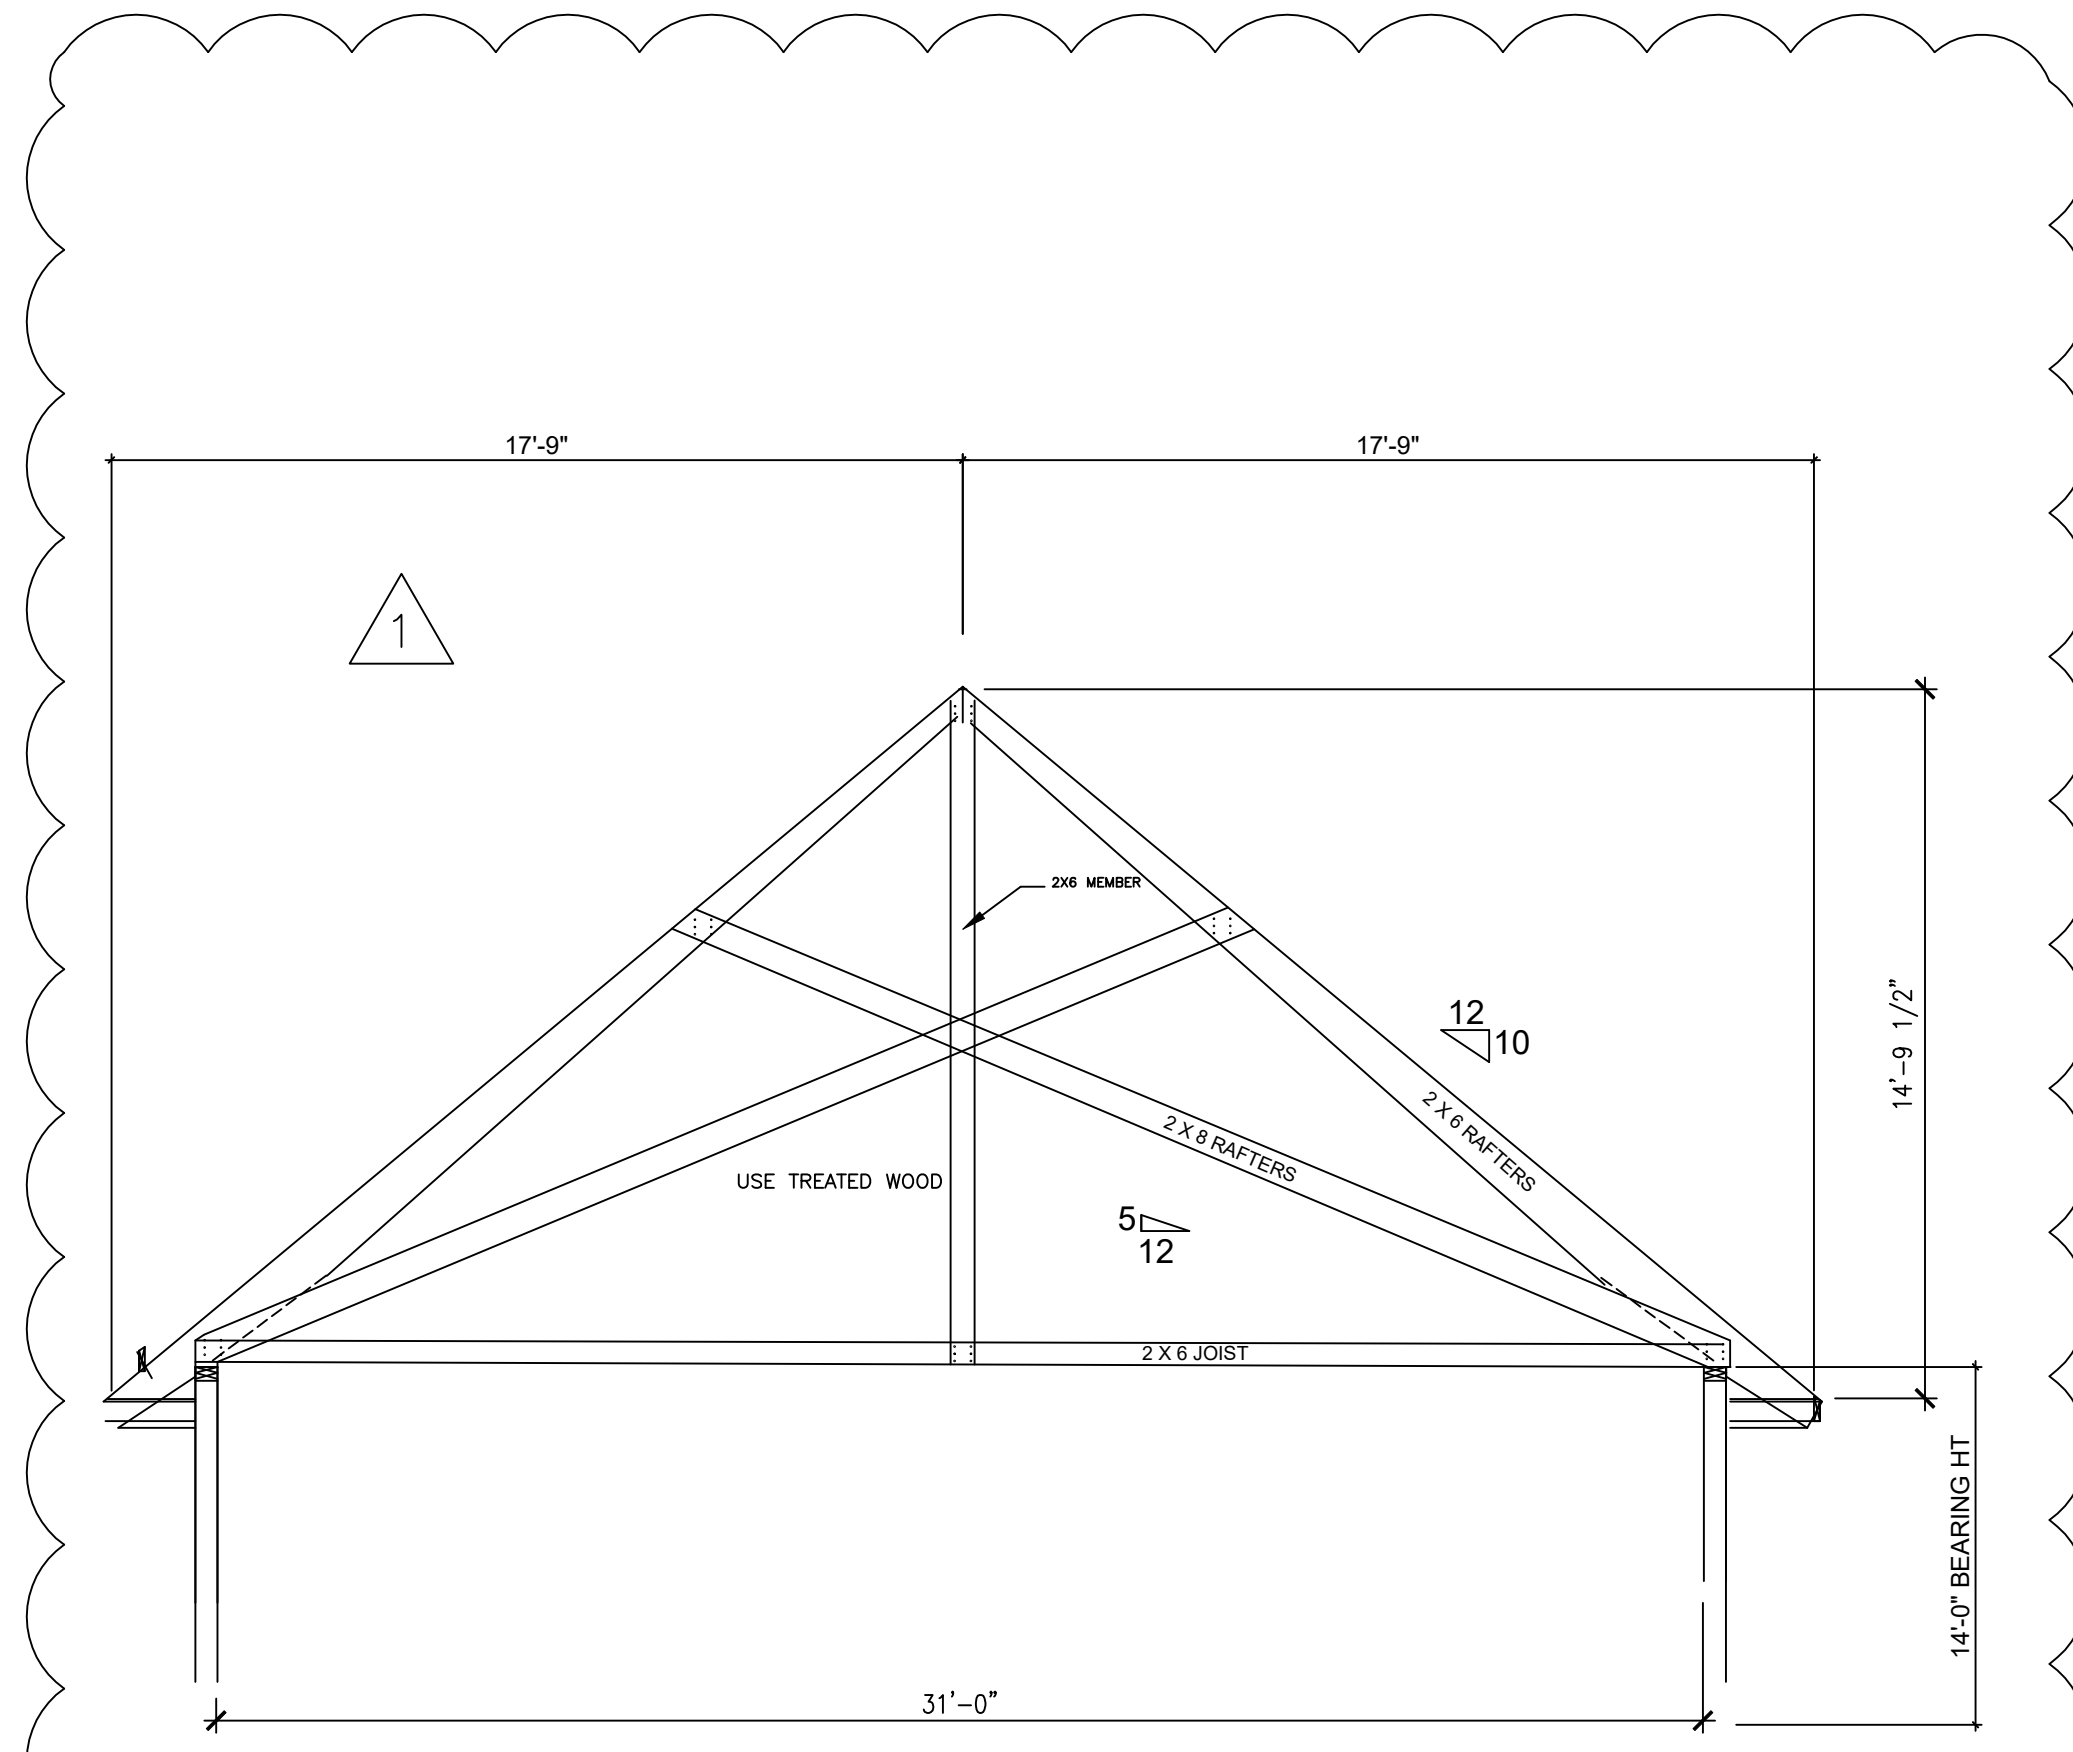 17'-9"
17'-9"
1
2X6 MEMBER
14'-9 1/2"
12
10
2 X 6 RAFTERS
2 X 8 RAFTERS
USE TREATED WOOD
5
12
2 X 6 JOIST
14'-0" BEARING HT
31'-0"